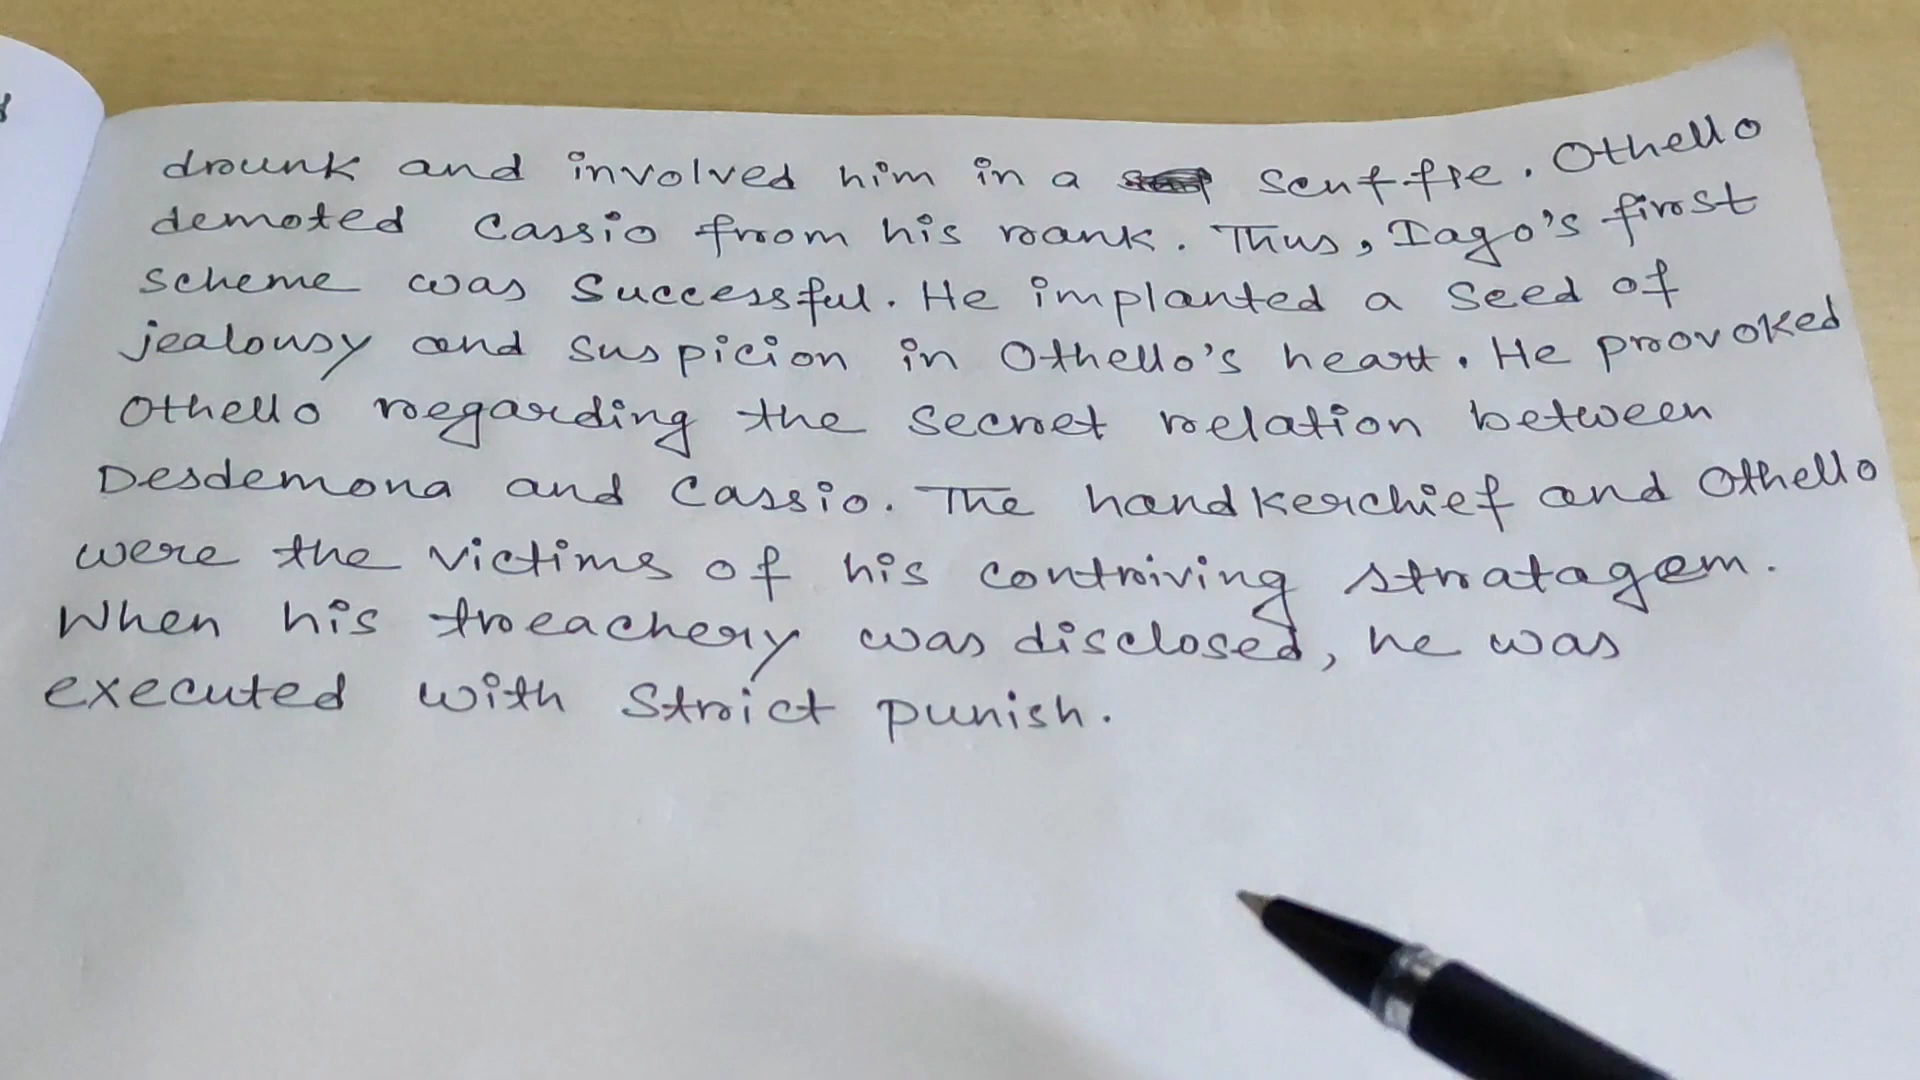 drunk and involved him in a scuffle. Othello
demoted Cassio from his rank. Thus, Iago's first
scheme was successful. He implanted a seed of
jealousy and suspicion in Othello's heart. He provoked
Othello regarding the secret relation between
Desdemona and Cassio. The handkerchief and Othello
were the victims of his contriving stratagem.
When his treachery was disclosed, he was
executed with strict punish.